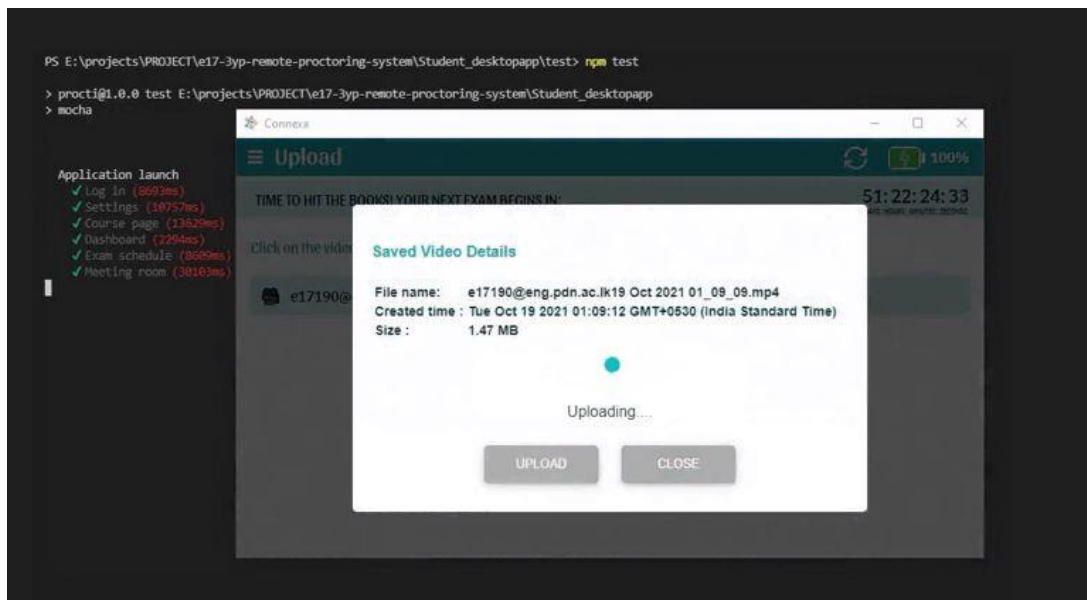 PS E:\projects\PROJECT\e17-3yp-remote-proctoring-system\Student_desktopapp\test> npm test
> procti@1.0.0 test E:\projects\PROJECT\e17-3yp-remote-proctoring-system\Student_desktopapp
> mocha
Application launch
✓ Log in (8693ms)
✓ Settings (10757ms)
✓ Course page (13629ms)
✓ Dashboard (2294ms)
✓ Exam schedule (8609ms)
✓ Meeting room (30103ms)
Connexa
Upload
100%
TIME TO HIT THE BOOKS! YOUR NEXT EXAM BEGINS IN:
51:22:24:33
DAYS HOURS MINUTES SECONDS
Click on the video
e17190@
Saved Video Details
File name: e17190@eng.pdn.ac.lk19 Oct 2021 01_09_09.mp4
Created time : Tue Oct 19 2021 01:09:12 GMT+0530 (India Standard Time)
Size : 1.47 MB
Uploading....
UPLOAD
CLOSE